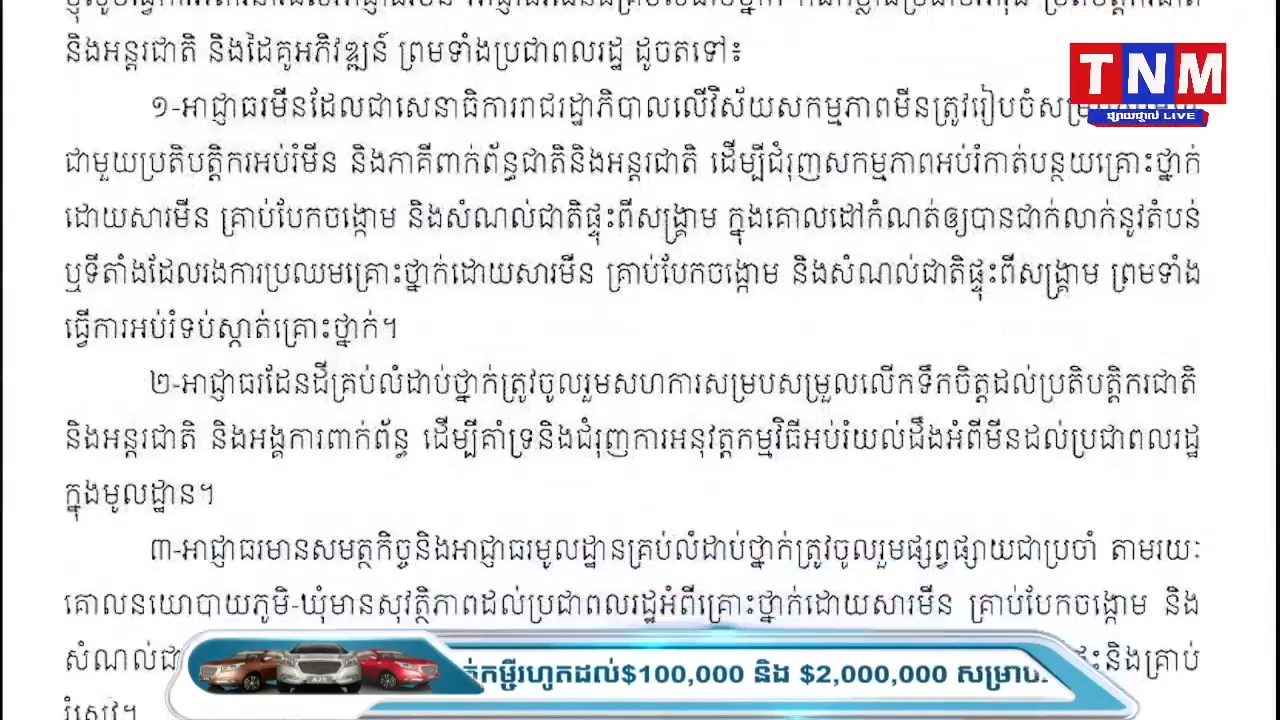 និងអន្តរជាតិ និងដៃគូអភិវឌ្ឍន៍ ព្រមទាំងប្រជាពលរដ្ឋ ដូចតទៅ៖
TNM
ផ្សាយផ្ទាល់ LIVE
១-អាជ្ញាធរមីនដែលជាសេនាធិការរាជរដ្ឋាភិបាលលើវិស័យសកម្មភាពមីនត្រូវរៀបចំ
ជាមួយប្រតិបត្តិករអប់រំមីន និងភាគីពាក់ព័ន្ធជាតិនិងអន្តរជាតិ ដើម្បីជំរុញសកម្មភាពអប់រំកាត់បន្ថយគ្រោះថ្នាក់
ដោយសារមីន គ្រាប់បែកចង្កោម និងសំណល់ជាតិផ្ទុះពីសង្គ្រាម ក្នុងគោលដៅកំណត់ឲ្យបានជាក់លាក់នូវតំបន់
ឬទីតាំងដែលរងការប្រឈមគ្រោះថ្នាក់ដោយសារមីន គ្រាប់បែកចង្កោម និងសំណល់ជាតិផ្ទុះពីសង្គ្រាម ព្រមទាំង
ធ្វើការអប់រំទប់ស្កាត់គ្រោះថ្នាក់។
២-អាជ្ញាធរដែនដីគ្រប់លំដាប់ថ្នាក់ត្រូវចូលរួមសហការសម្របសម្រួលលើកទឹកចិត្តដល់ប្រតិបត្តិករជាតិ
និងអន្តរជាតិ និងអង្គការពាក់ព័ន្ធ ដើម្បីគាំទ្រនិងជំរុញការអនុវត្តកម្មវិធីអប់រំយល់ដឹងអំពីមីនដល់ប្រជាពលរដ្ឋ
ក្នុងមូលដ្ឋាន។
៣-អាជ្ញាធរមានសមត្ថកិច្ចនិងអាជ្ញាធរមូលដ្ឋានគ្រប់លំដាប់ថ្នាក់ត្រូវចូលរួមផ្សព្វផ្សាយជាប្រចាំ តាមរយៈ
គោលនយោបាយភូមិ-ឃុំមានសុវត្ថិភាពដល់ប្រជាពលរដ្ឋអំពីគ្រោះថ្នាក់ដោយសារមីន គ្រាប់បែកចង្កោម និង
និងគ្រាប់
កម្ចីរហូតដល់$100,000 និង $2,000,000 សម្រាប់